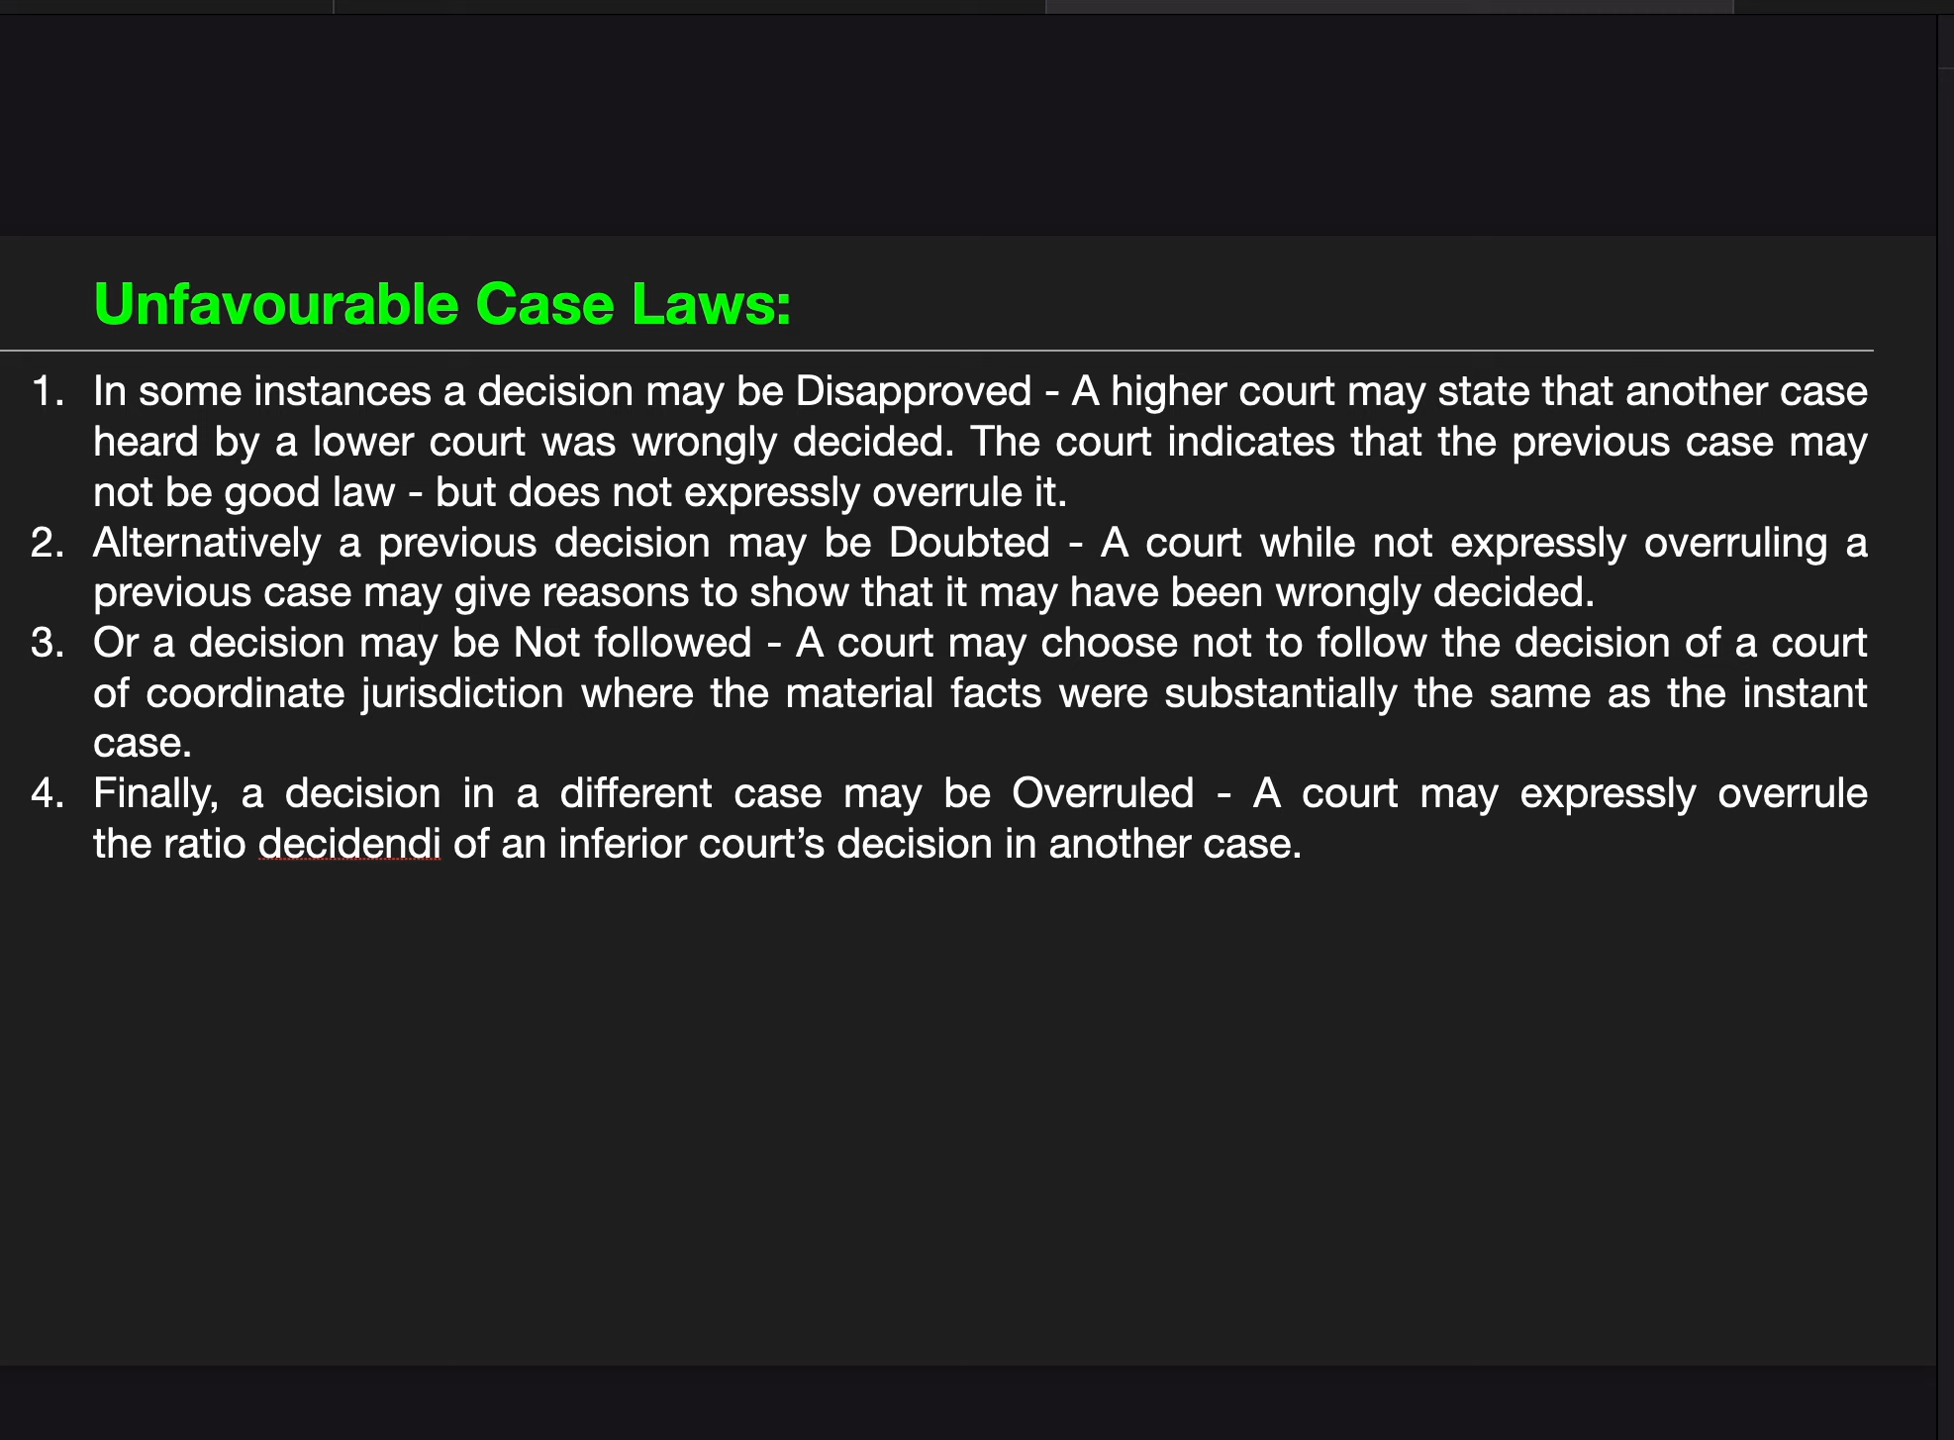 Unfavourable Case Laws:
1. In some instances a decision may be Disapproved - A higher court may state that another case
heard by a lower court was wrongly decided. The court indicates that the previous case may
not be good law - but does not expressly overrule it.
2. Alternatively a previous decision may be Doubted - A court while not expressly overruling a
previous case may give reasons to show that it may have been wrongly decided.
3. Or a decision may be Not followed - A court may choose not to follow the decision of a court
of coordinate jurisdiction where the material facts were substantially the same as the instant
case.
4. Finally, a decision in a different case may be Overruled - A court may expressly overrule
the ratio decidendi of an inferior court’s decision in another case.